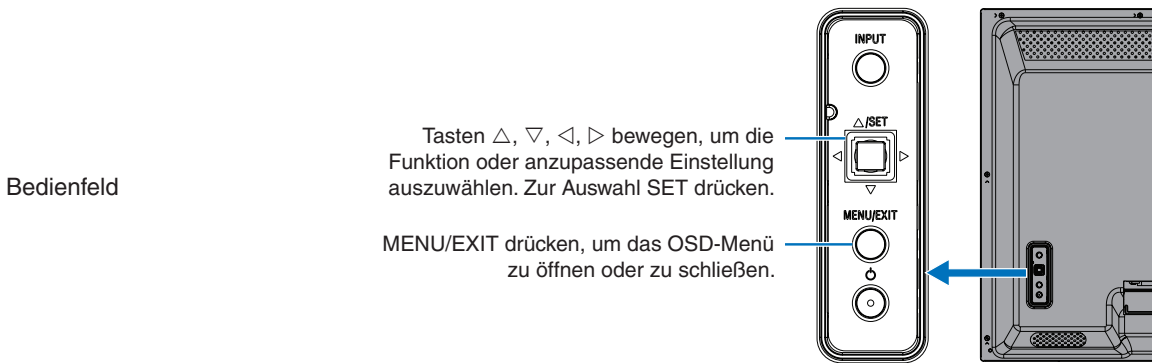 Bedienfeld
Tasten △, ▽, ◁, ▷ bewegen, um die
Funktion oder anzupassende Einstellung
auszuwählen. Zur Auswahl SET drücken.
MENU/EXIT drücken, um das OSD-Menü
zu öffnen oder zu schließen.
INPUT
△/SET
◁ ▷
▽
MENU/EXIT
⏻